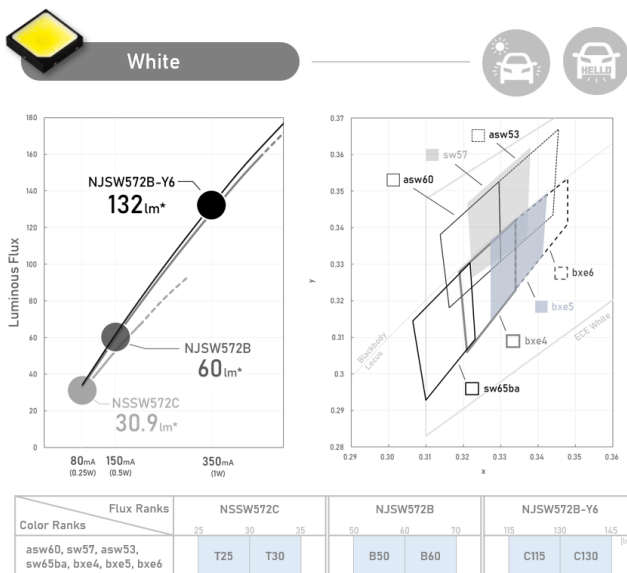 White
HELLO
180
160
140
120
100
80
60
40
20
0
Luminous Flux
NJSW572B-Y6
132lm*
NJSW572B
60lm*
NSSW572C
30.9lm*
80mA
(0.25W)
150mA
(0.5W)
350mA
(1W)
0.37
0.36
0.35
0.34
0.33
0.32
0.31
0.3
0.29
0.28
y
asw53
sw57
asw60
bxe6
bxe5
bxe4
sw65ba
Blackbody
Locus
ECE White
0.29 0.30 0.31 0.32 0.33 0.34 0.35 0.36
x
Flux Ranks
Color Ranks
NSSW572C NJSW572B NJSW572B-Y6
25 30 35 50 60 70 115 130 145
asw60, sw57, asw53,
sw65ba, bxe4, bxe5, bxe6
T25 T30 B50 B60 C115 C130